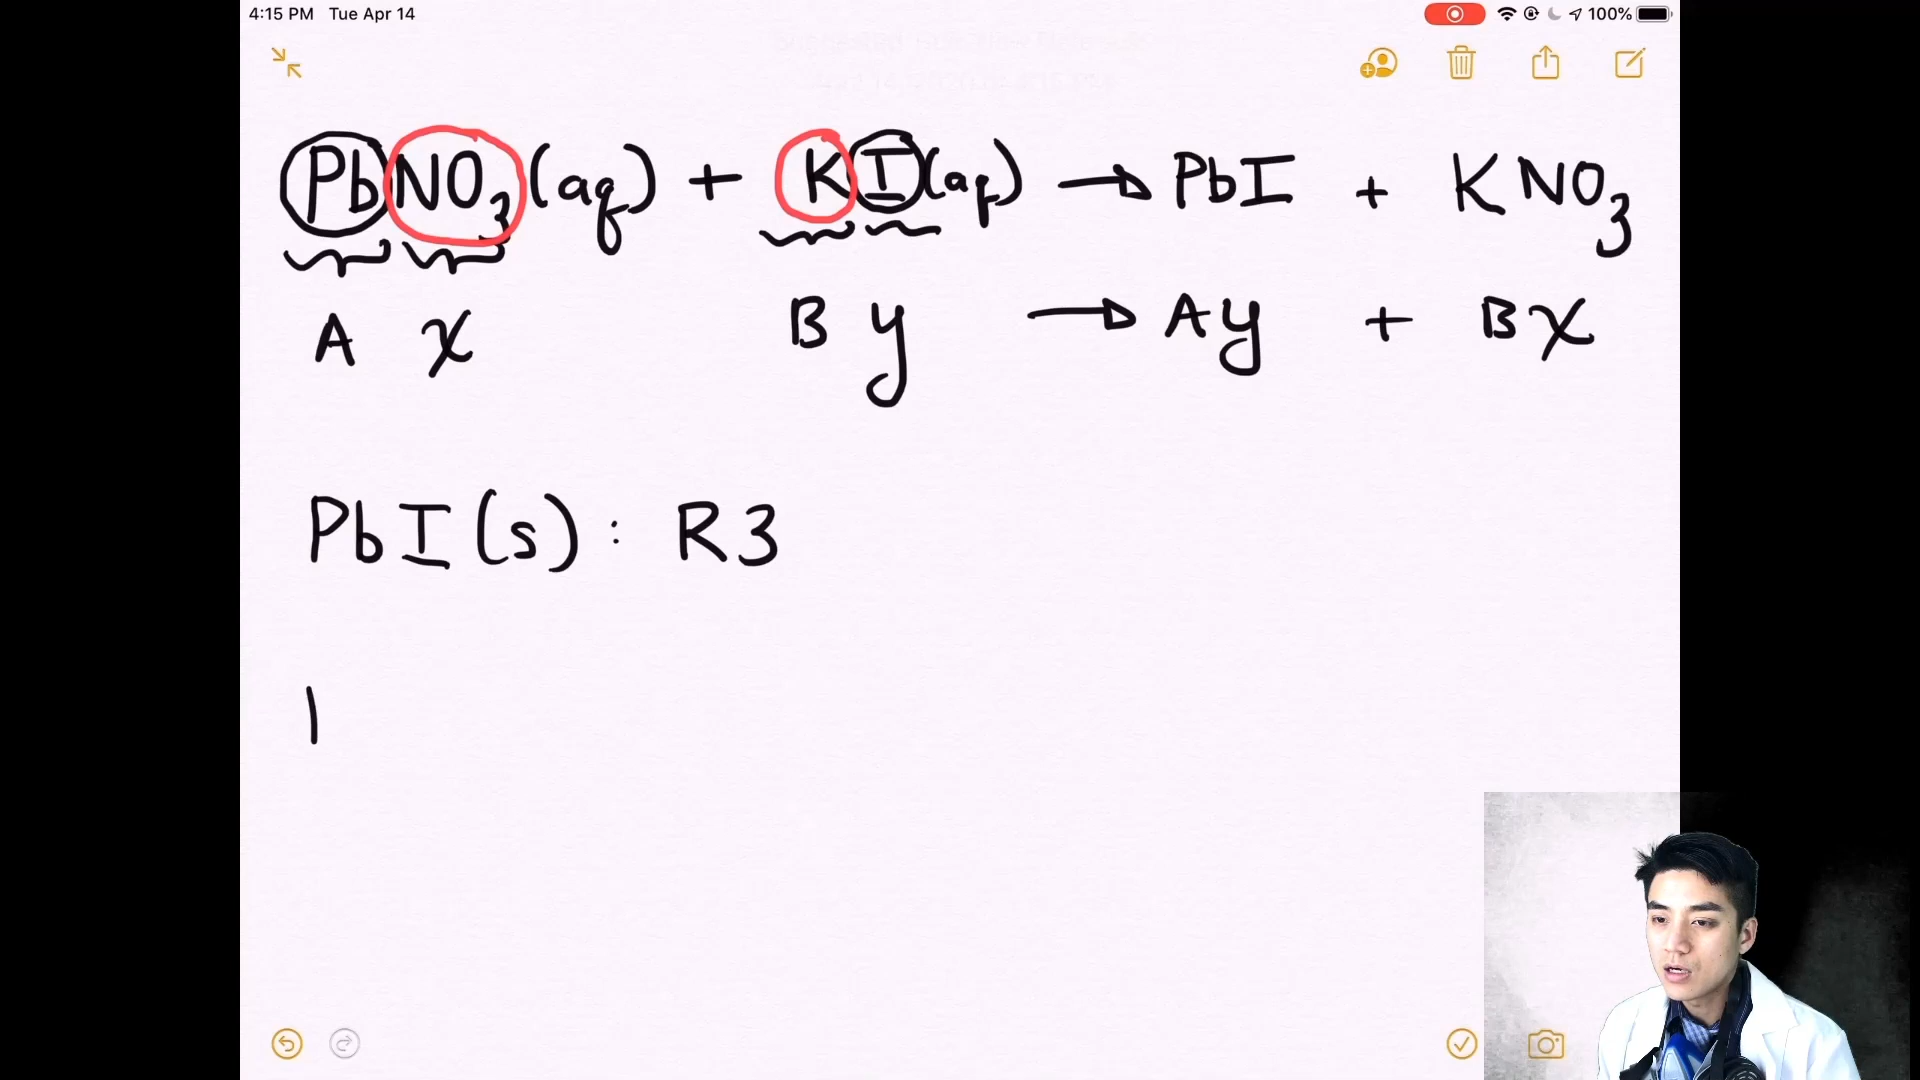 4:15 PM Tue Apr 14 100%
PbNO₃(aq) + KI(aq) → PbI + KNO₃
A x B y → Ay + Bx
PbI(s): R3